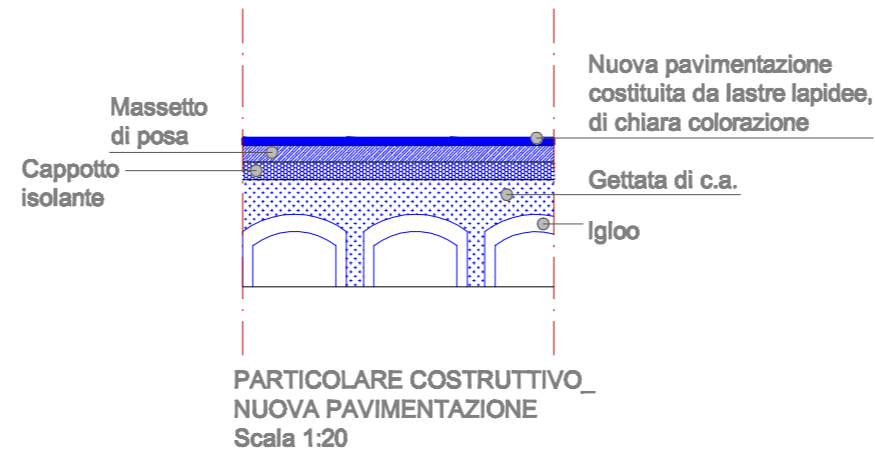 Nuova pavimentazione
costituita da lastre lapidee,
di chiara colorazione
Massetto
di posa
Cappotto
isolante
Gettata di c.a.
Igloo
PARTICOLARE COSTRUTTIVO_
NUOVA PAVIMENTAZIONE
Scala 1:20